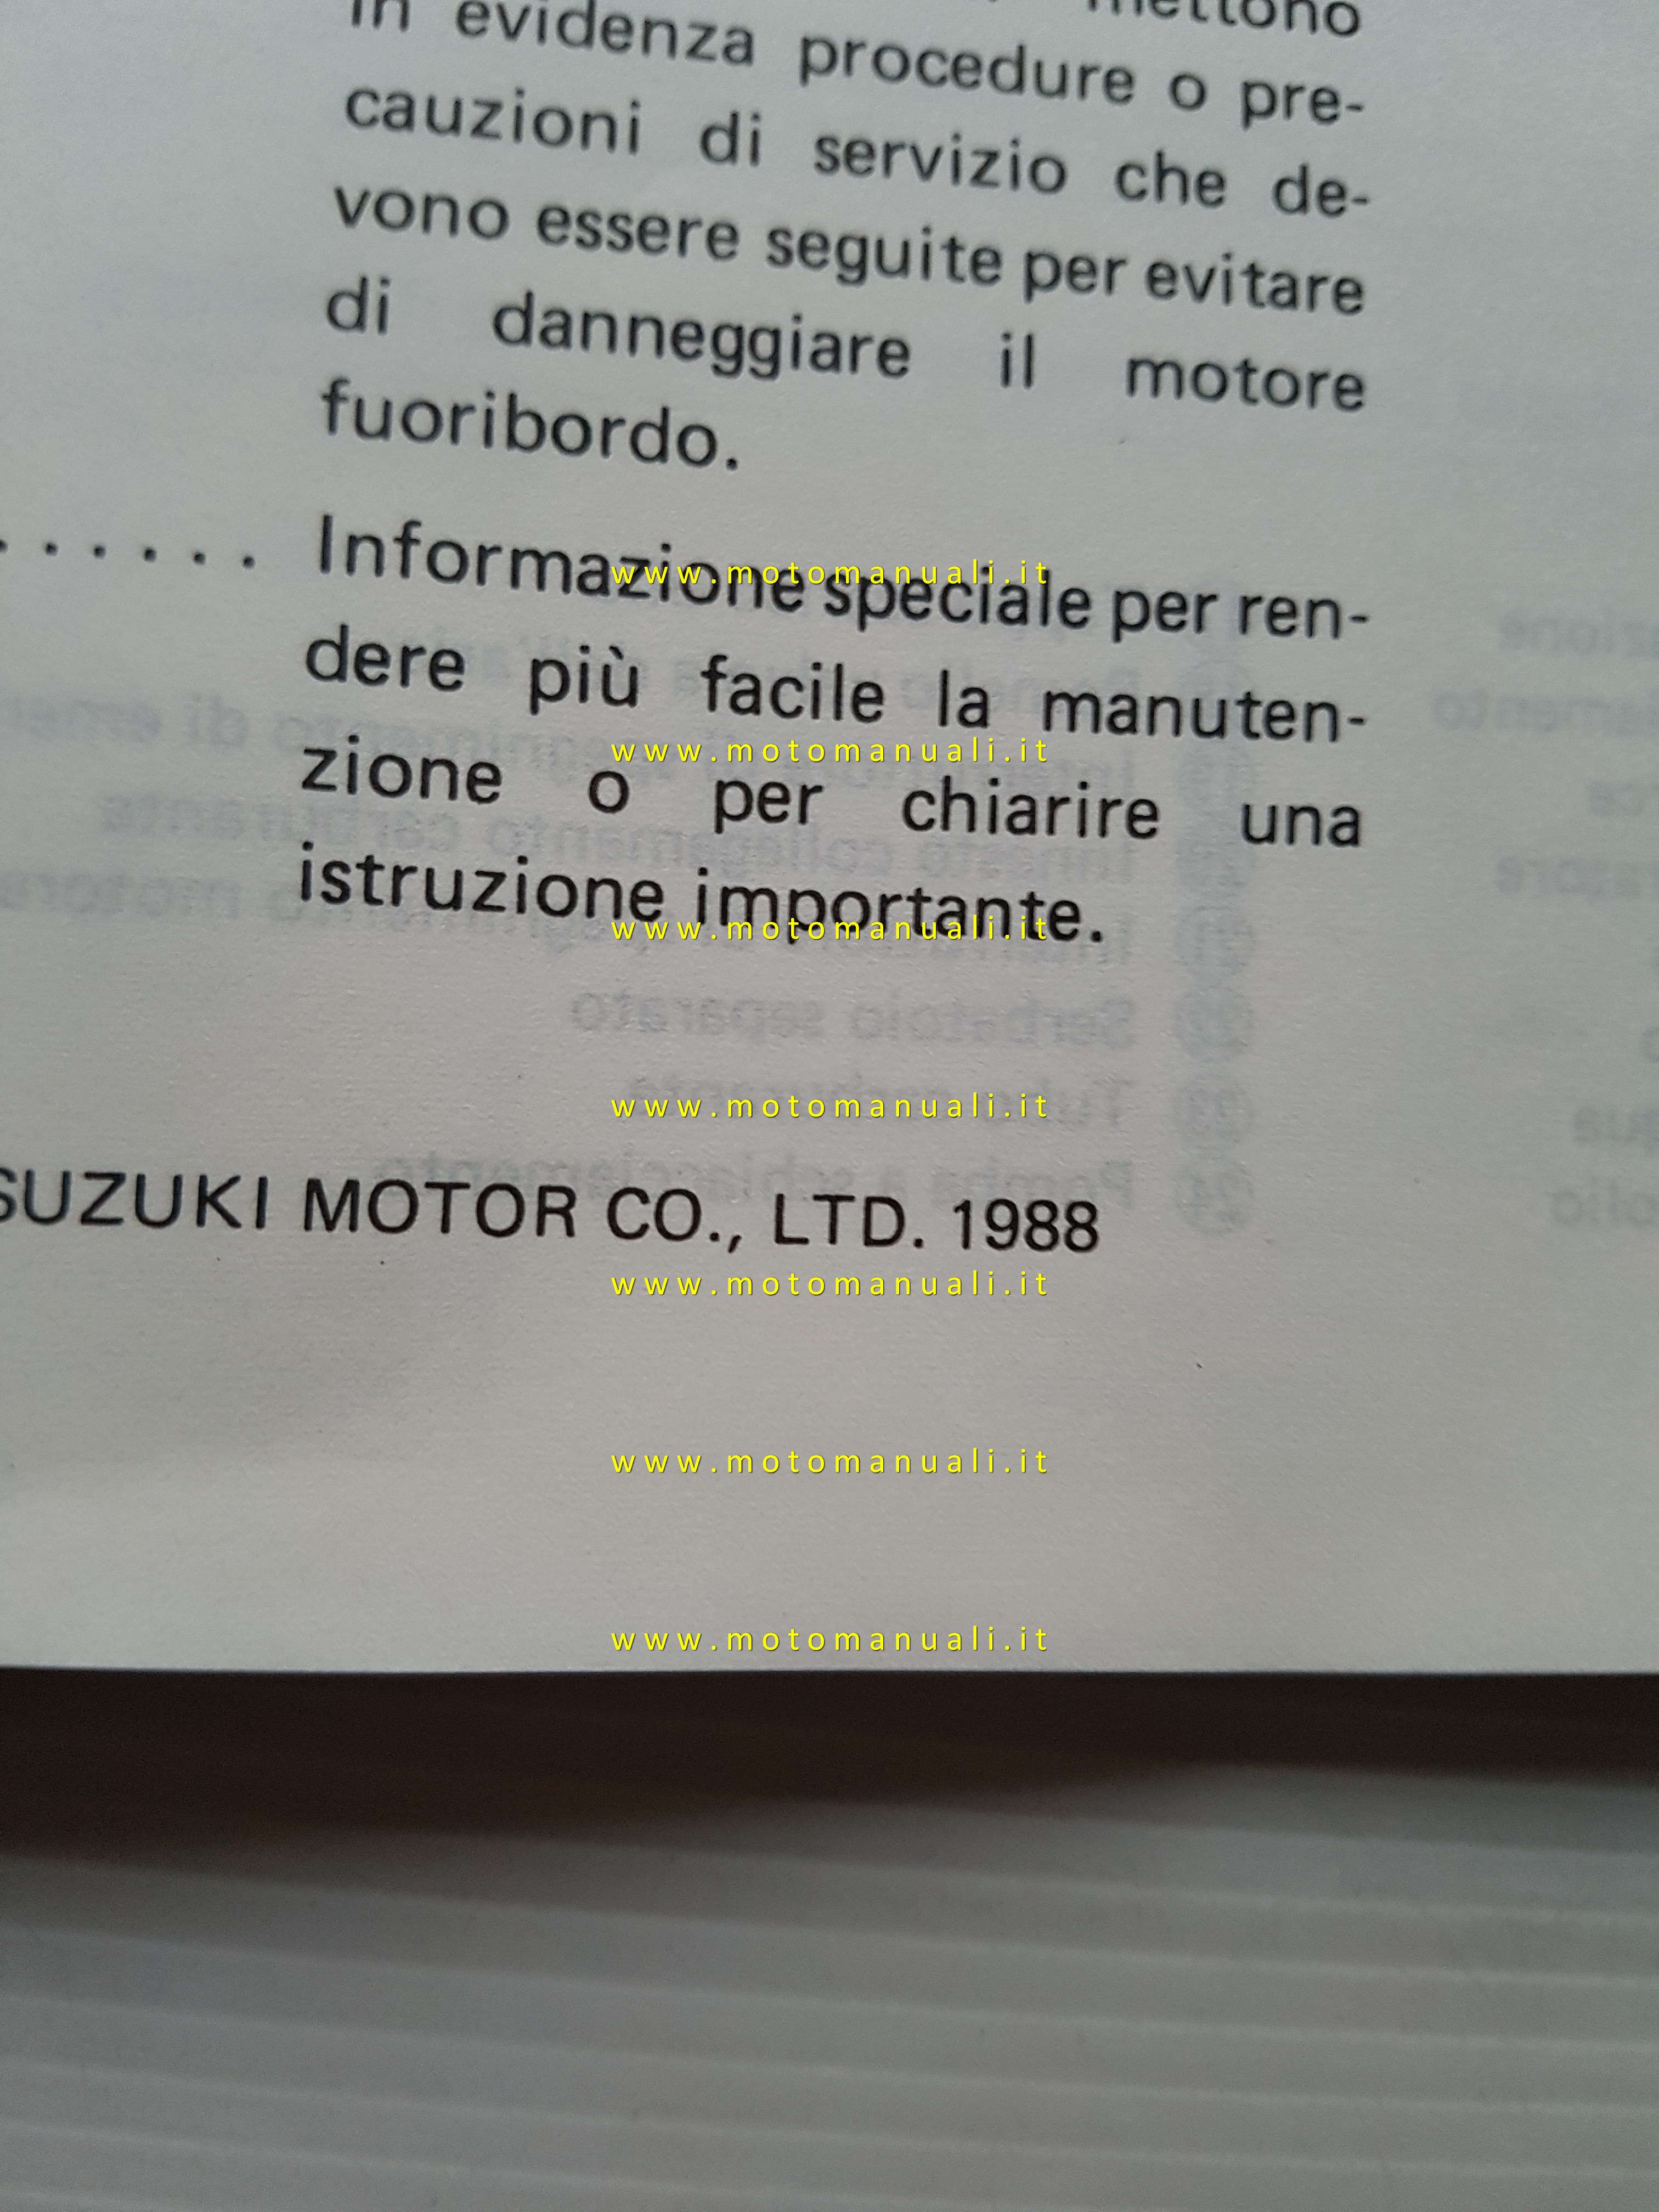 in evidenza procedure o pre-
cauzioni di servizio che de-
vono essere seguite per evitare
di danneggiare il motore
fuoribordo.
...... Informazione speciale per ren-
dere più facile la manuten-
zione o per chiarire una
istruzione importante.
SUZUKI MOTOR CO., LTD. 1988
www.motomanuali.it
www.motomanuali.it
www.motomanuali.it
www.motomanuali.it
www.motomanuali.it
www.motomanuali.it
www.motomanuali.it